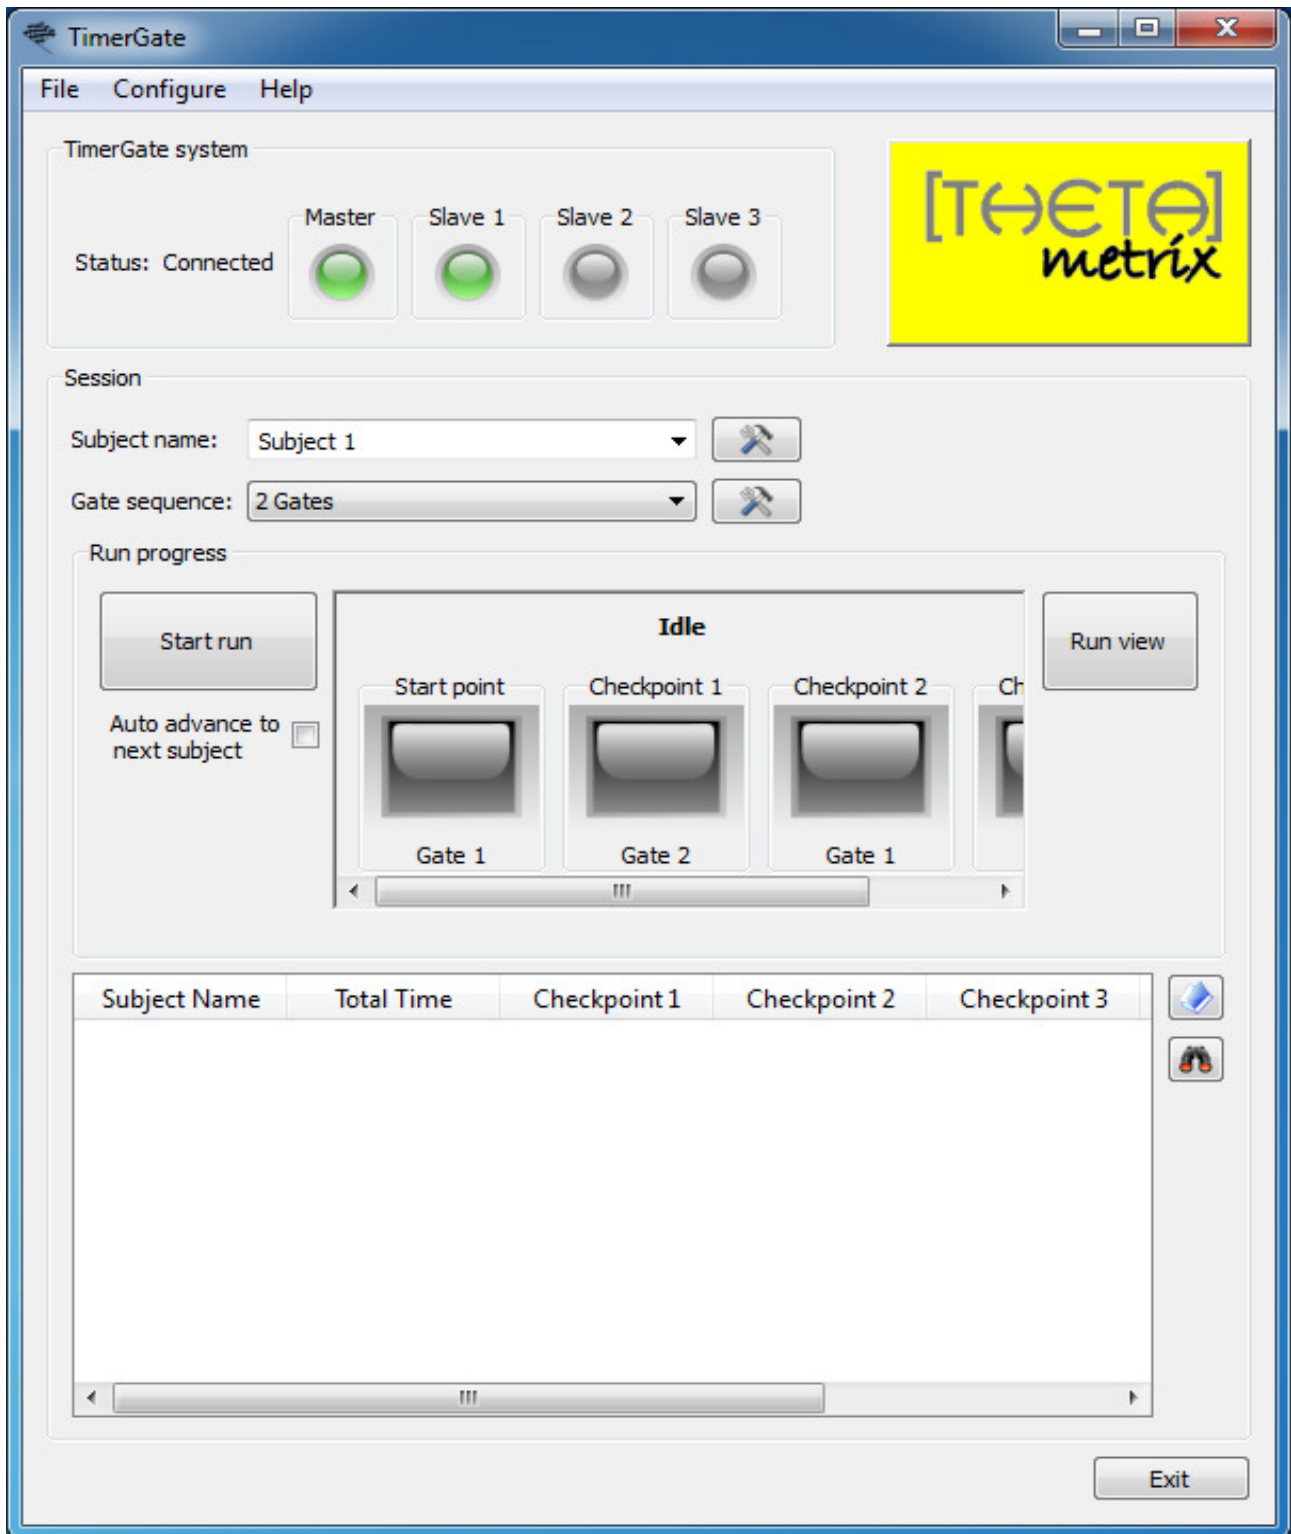 TimerGate
File Configure Help
TimerGate system
Master Slave 1 Slave 2 Slave 3
Status: Connected
[THETA]
metrix
Session
Subject name: Subject 1
Gate sequence: 2 Gates
Run progress
Start run
Idle
Run view
Start point Checkpoint 1 Checkpoint 2 Ch
Auto advance to
next subject
Gate 1 Gate 2 Gate 1
Subject Name Total Time Checkpoint 1 Checkpoint 2 Checkpoint 3
Exit